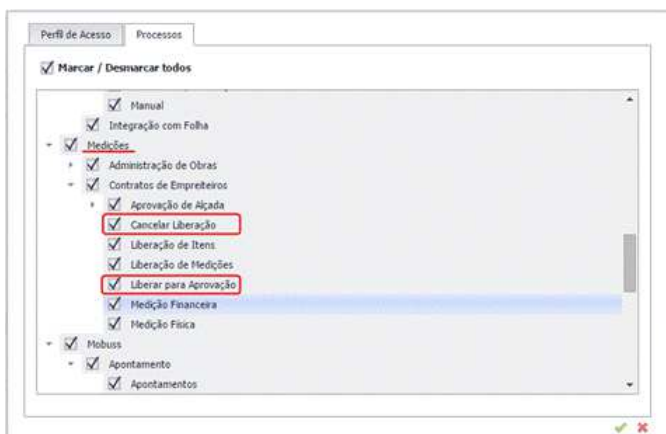 Perfil de Acesso
Processos
Marcar / Desmarcar todos
Manual
Integração com Folha
Medições
Administração de Obras
Contratos de Empreiteiros
Aprovação de Alçada
Cancelar Liberação
Liberação de Itens
Liberação de Medições
Liberar para Aprovação
Medição Financeira
Medição Física
Mobuss
Apontamento
Apontamentos